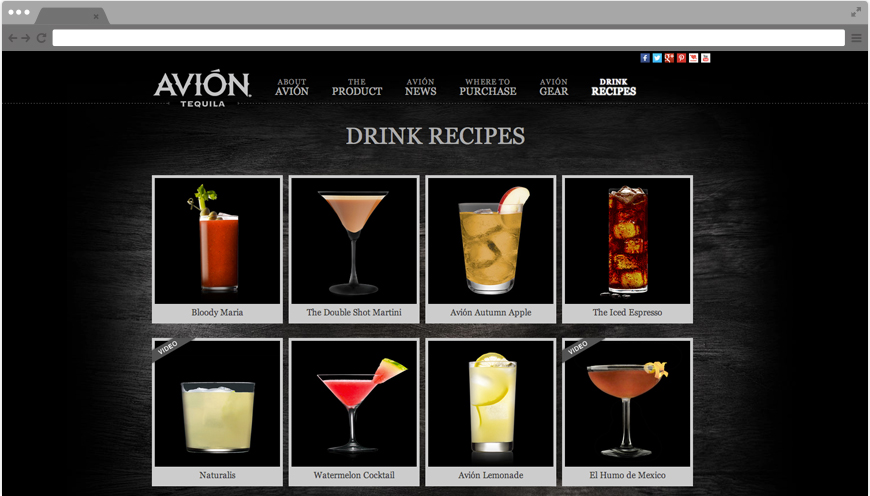 AVIÓN
TEQUILA
ABOUT
AVIÓN
THE
PRODUCT
AVIÓN
NEWS
WHERE TO
PURCHASE
AVIÓN
GEAR
DRINK
RECIPES
DRINK RECIPES
Bloody Maria
The Double Shot Martini
Avión Autumn Apple
The Iced Espresso
VIDEO
VIDEO
Naturalis
Watermelon Cocktail
Avión Lemonade
El Humo de Mexico